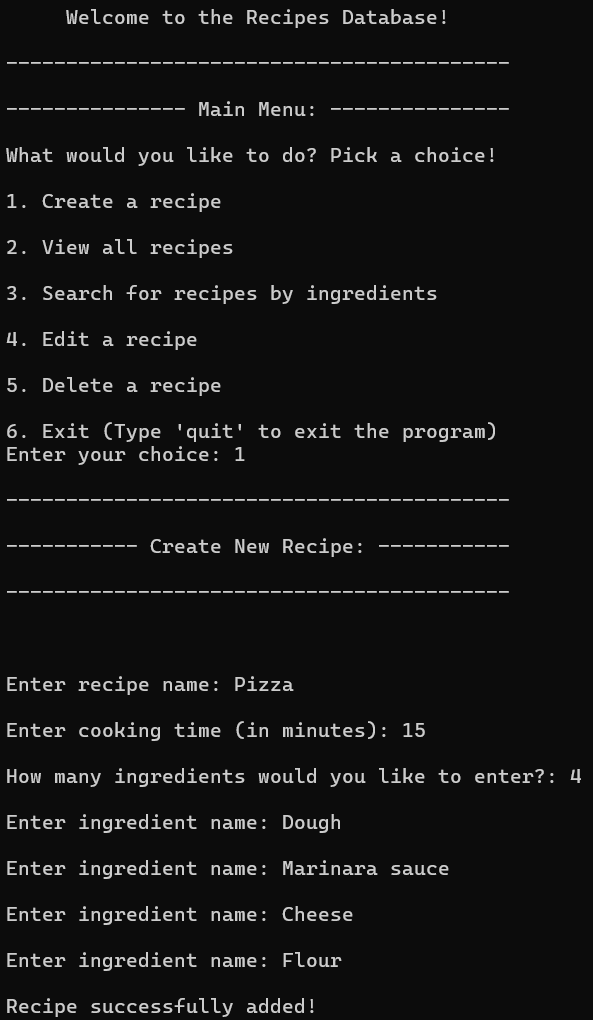 Welcome to the Recipes Database!
------------------------------------------
--------------- Main Menu: ---------------
What would you like to do? Pick a choice!
1. Create a recipe
2. View all recipes
3. Search for recipes by ingredients
4. Edit a recipe
5. Delete a recipe
6. Exit (Type 'quit' to exit the program)
Enter your choice: 1
------------------------------------------
----------- Create New Recipe: -----------
------------------------------------------
Enter recipe name: Pizza
Enter cooking time (in minutes): 15
How many ingredients would you like to enter?: 4
Enter ingredient name: Dough
Enter ingredient name: Marinara sauce
Enter ingredient name: Cheese
Enter ingredient name: Flour
Recipe successfully added!